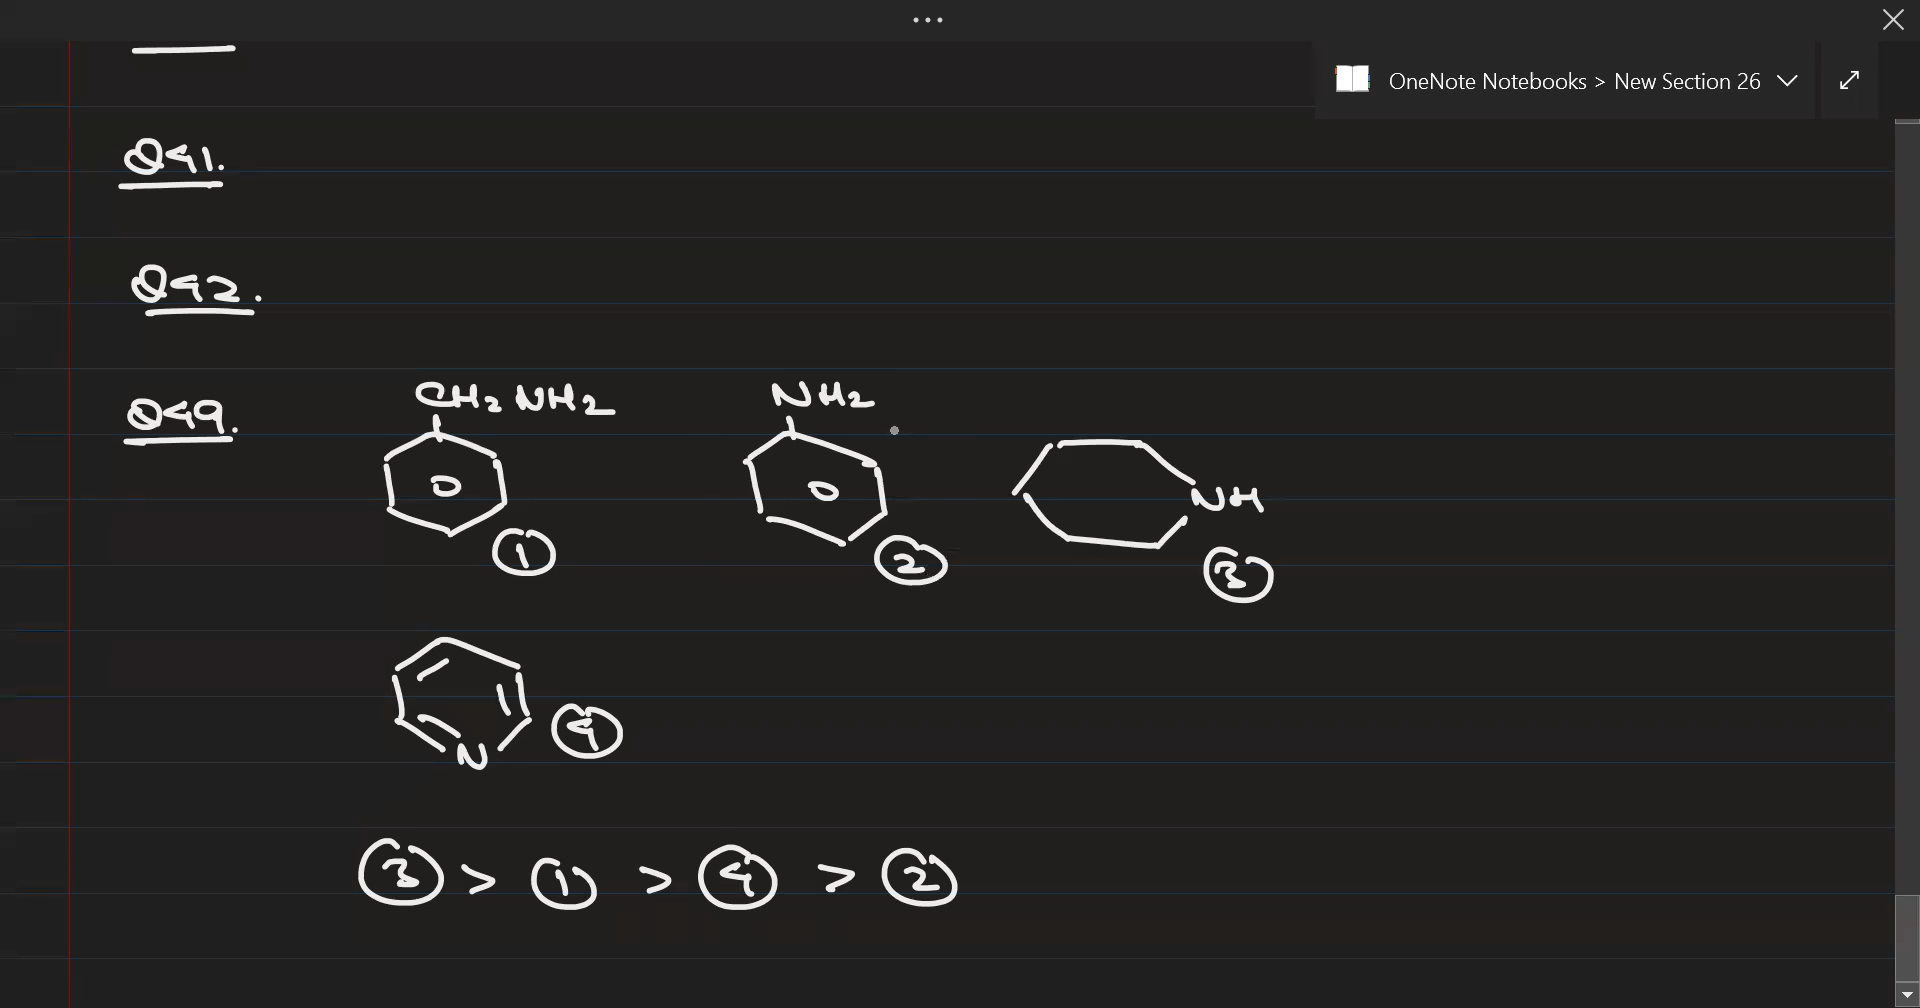 ...
OneNote Notebooks > New Section 26
Q41.
Q42.
Q49.
CH2NH2
NH2
NH
1
2
3
N
4
3 > 1 > 4 > 2